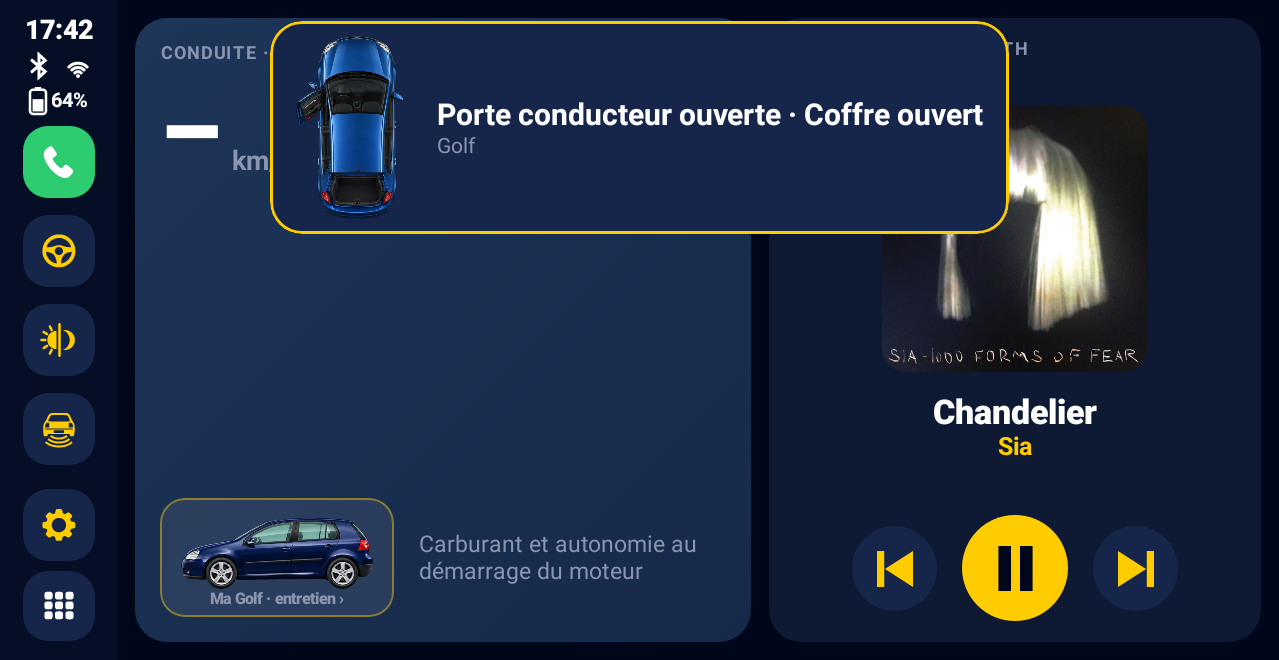 17:42
64%
CONDUITE ·
km
Porte conducteur ouverte · Coffre ouvert
Golf
TH
SIA - 1000 FORMS OF FEAR
Chandelier
Sia
Ma Golf · entretien ›
Carburant et autonomie au
démarrage du moteur